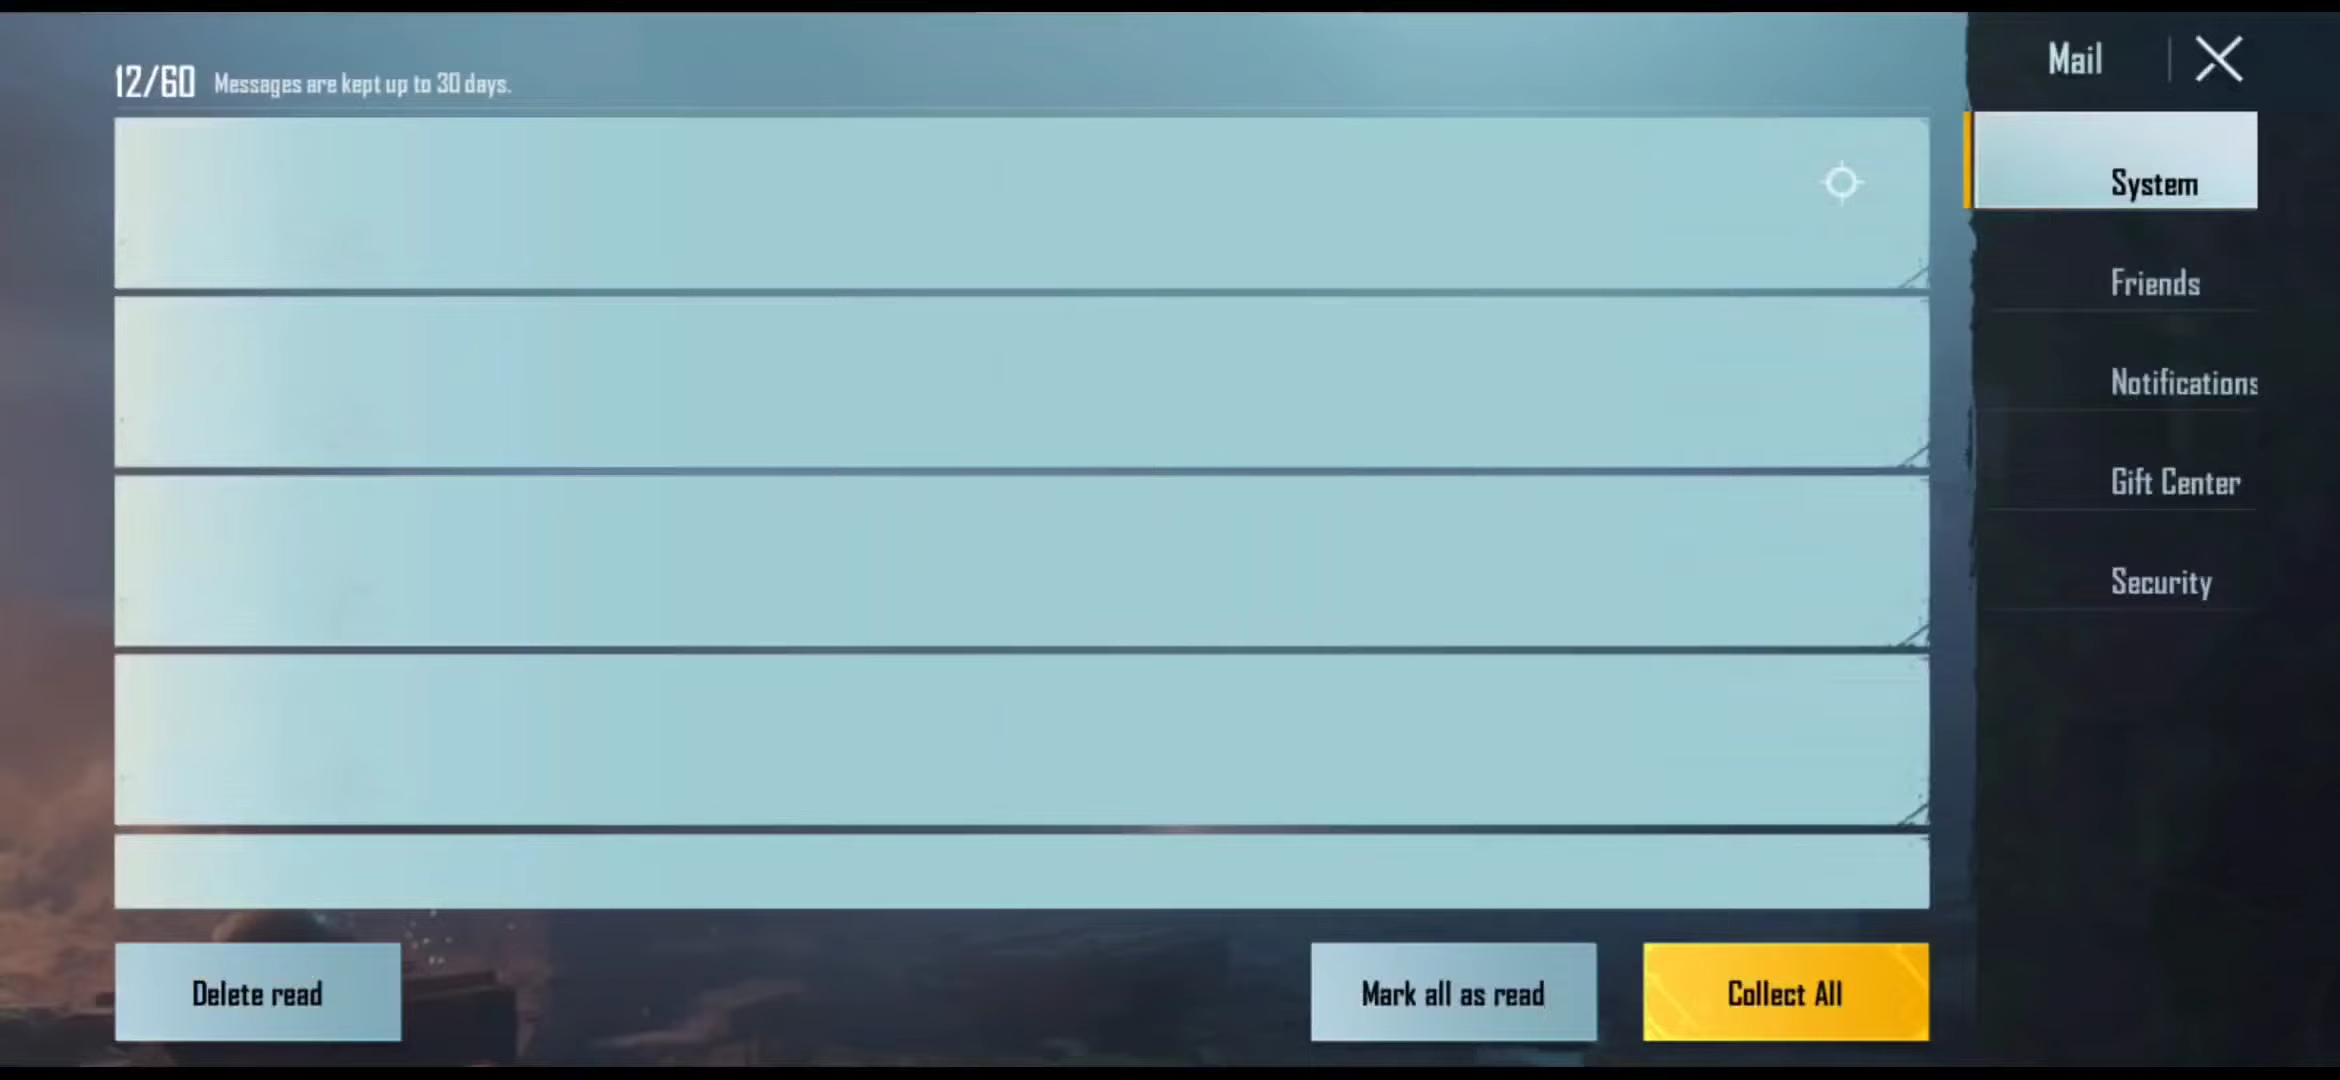 12/60 Messages are kept up to 30 days.
Mail
System
Friends
Notifications
Gift Center
Security
Delete read
Mark all as read
Collect All